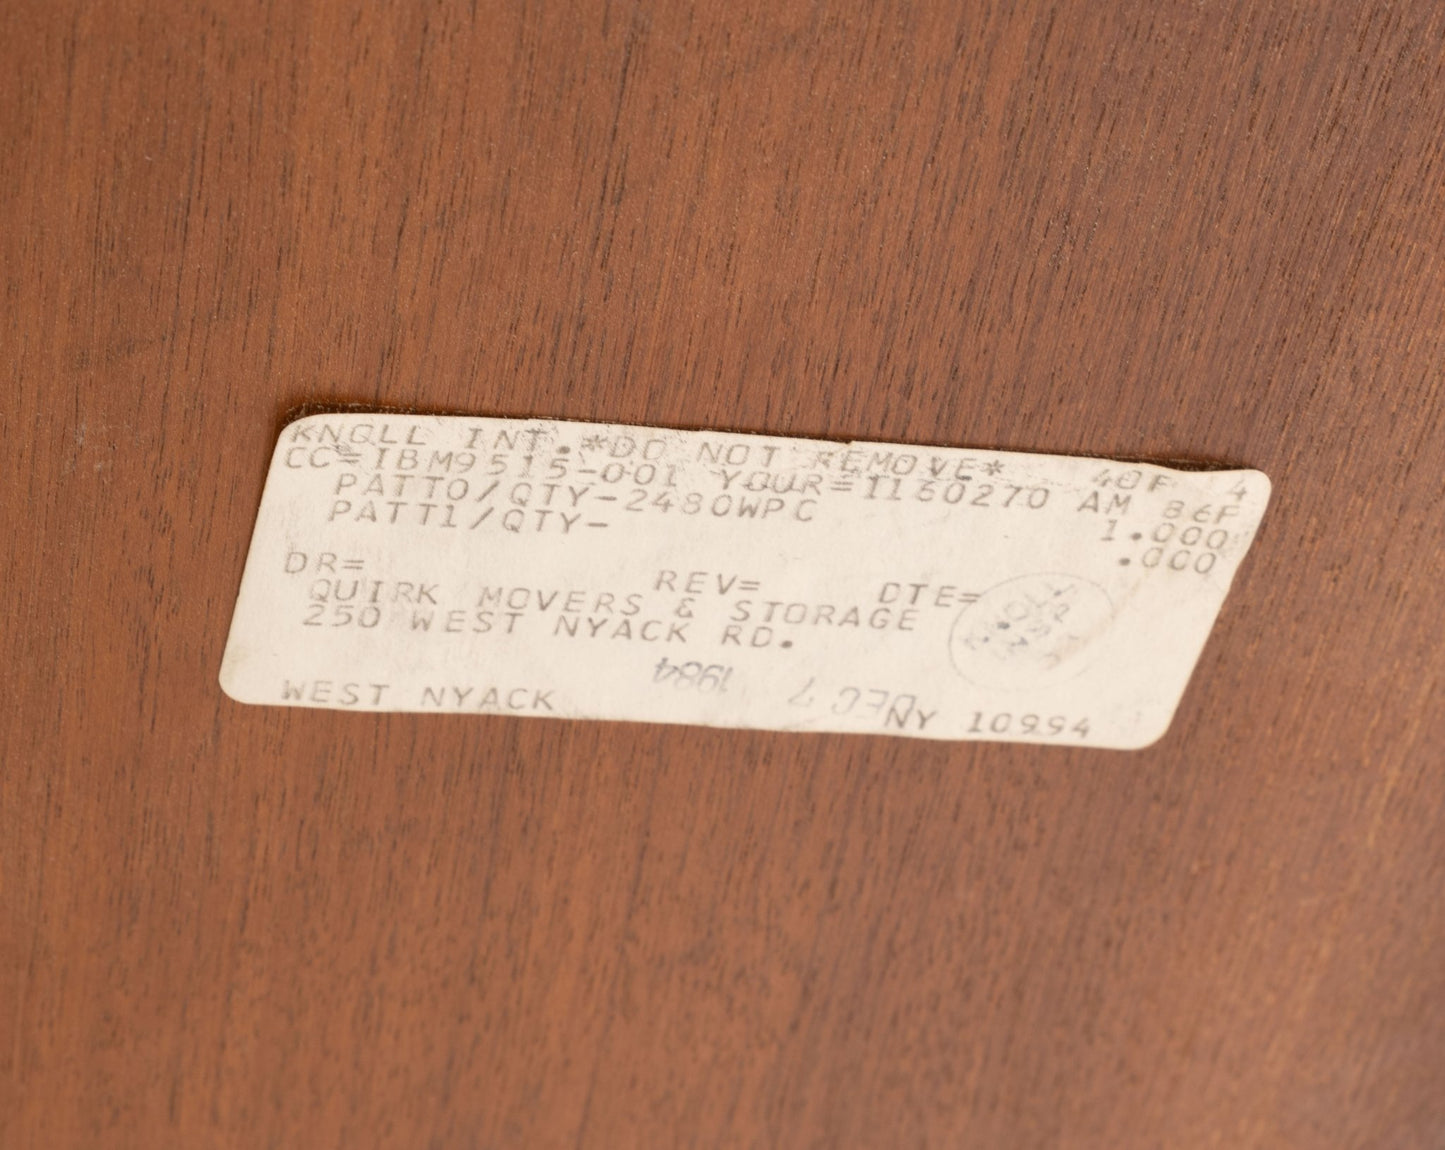 KNOLL INT.*DO NOT REMOVE* 4OF 4
CC=IBM9515-001 YOUR=1160270 AM 86F
PATT0/QTY-2480WPC 1.000
PATT1/QTY- .000
DR= REV= DTE=
QUIRK MOVERS & STORAGE
250 WEST NYACK RD.
DEC 7 1984
WEST NYACK NY 10994